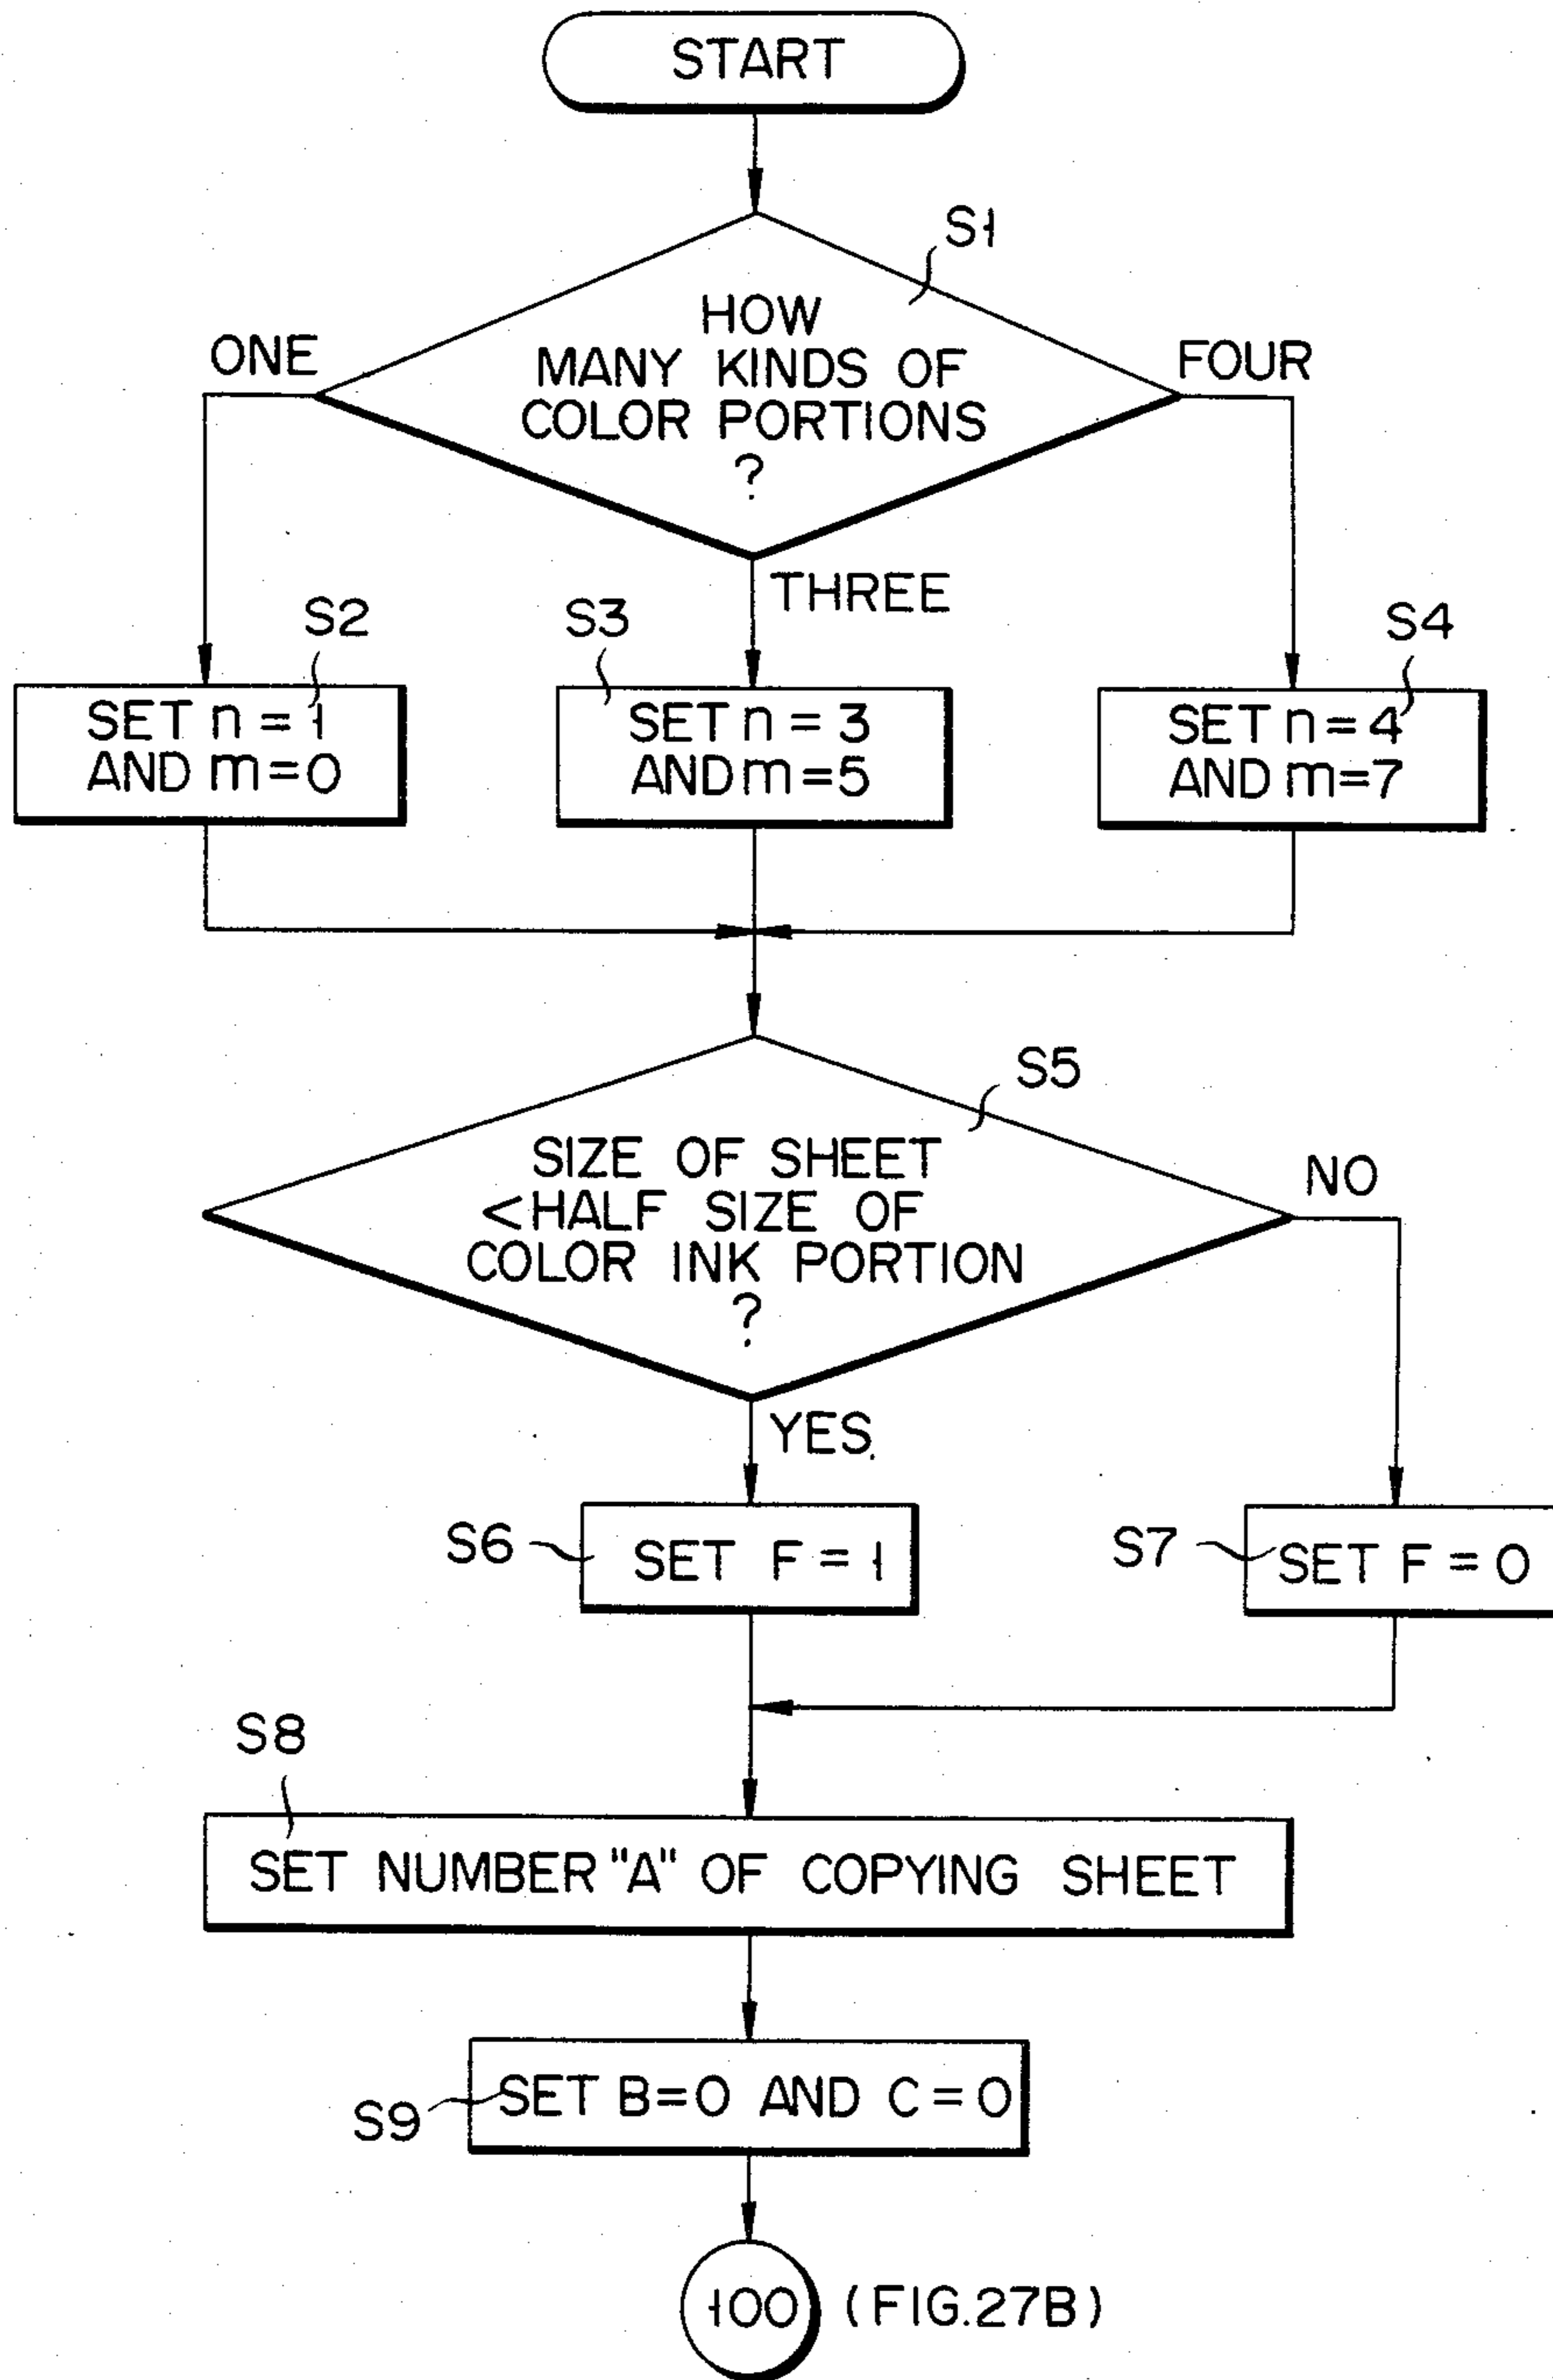 START
S1
HOW
MANY KINDS OF
COLOR PORTIONS
?
ONE
FOUR
THREE
S2
S3
S4
SET n = 1
AND m = 0
SET n = 3
AND m = 5
SET n = 4
AND m = 7
S5
SIZE OF SHEET
< HALF SIZE OF
COLOR INK PORTION
?
NO
YES
S6
SET F = 1
S7
SET F = 0
S8
SET NUMBER "A" OF COPYING SHEET
S9
SET B = 0 AND C = 0
100 (FIG.27B)